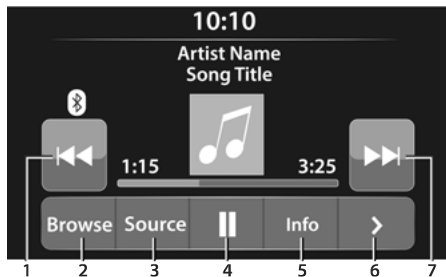 10:10
Artist Name
Song Title
1:15 3:25
Browse Source Info
1 2 3 4 5 6 7